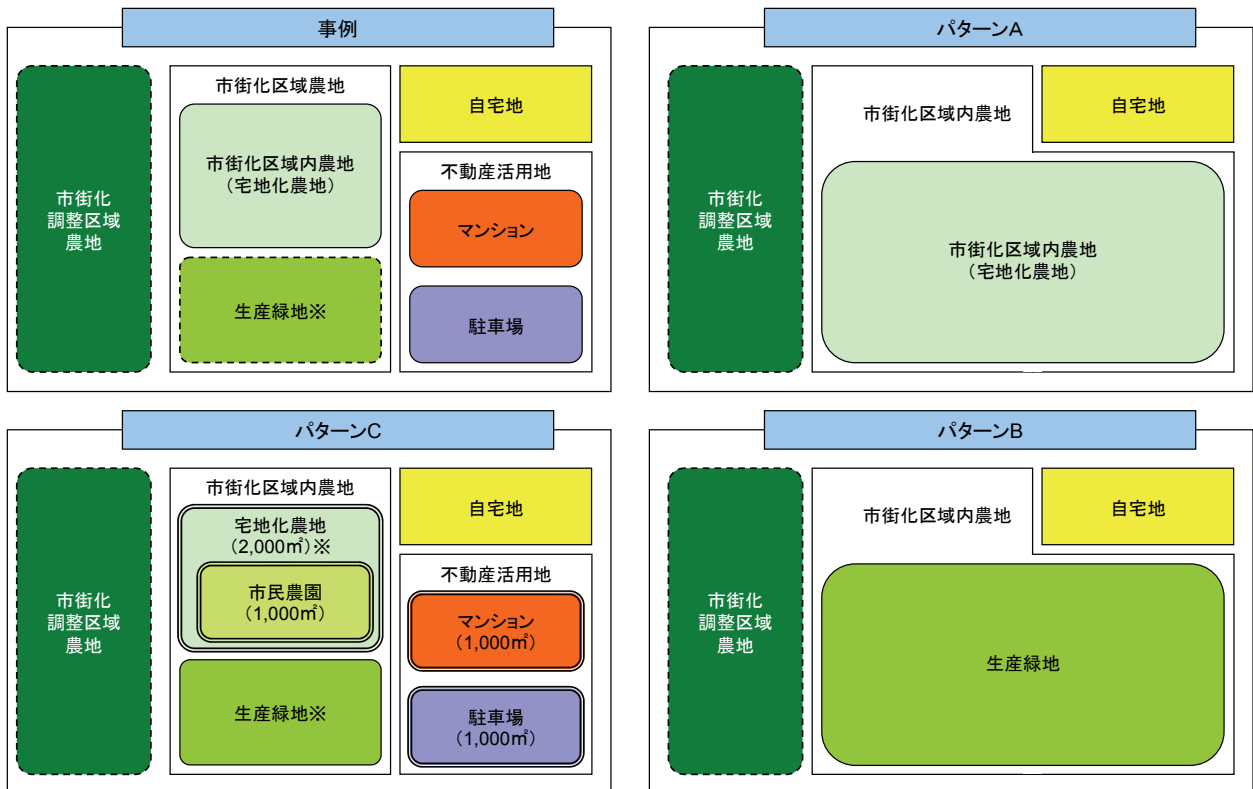 事例
市街化
調整区域
農地
市街化区域農地
市街化区域内農地
(宅地化農地)
生産緑地※
自宅地
不動産活用地
マンション
駐車場
パターンA
市街化
調整区域
農地
市街化区域内農地
自宅地
市街化区域内農地
(宅地化農地)
パターンC
市街化
調整区域
農地
市街化区域内農地
宅地化農地
(2,000㎡)※
市民農園
(1,000㎡)
生産緑地※
自宅地
不動産活用地
マンション
(1,000㎡)
駐車場
(1,000㎡)
パターンB
市街化
調整区域
農地
市街化区域内農地
自宅地
生産緑地